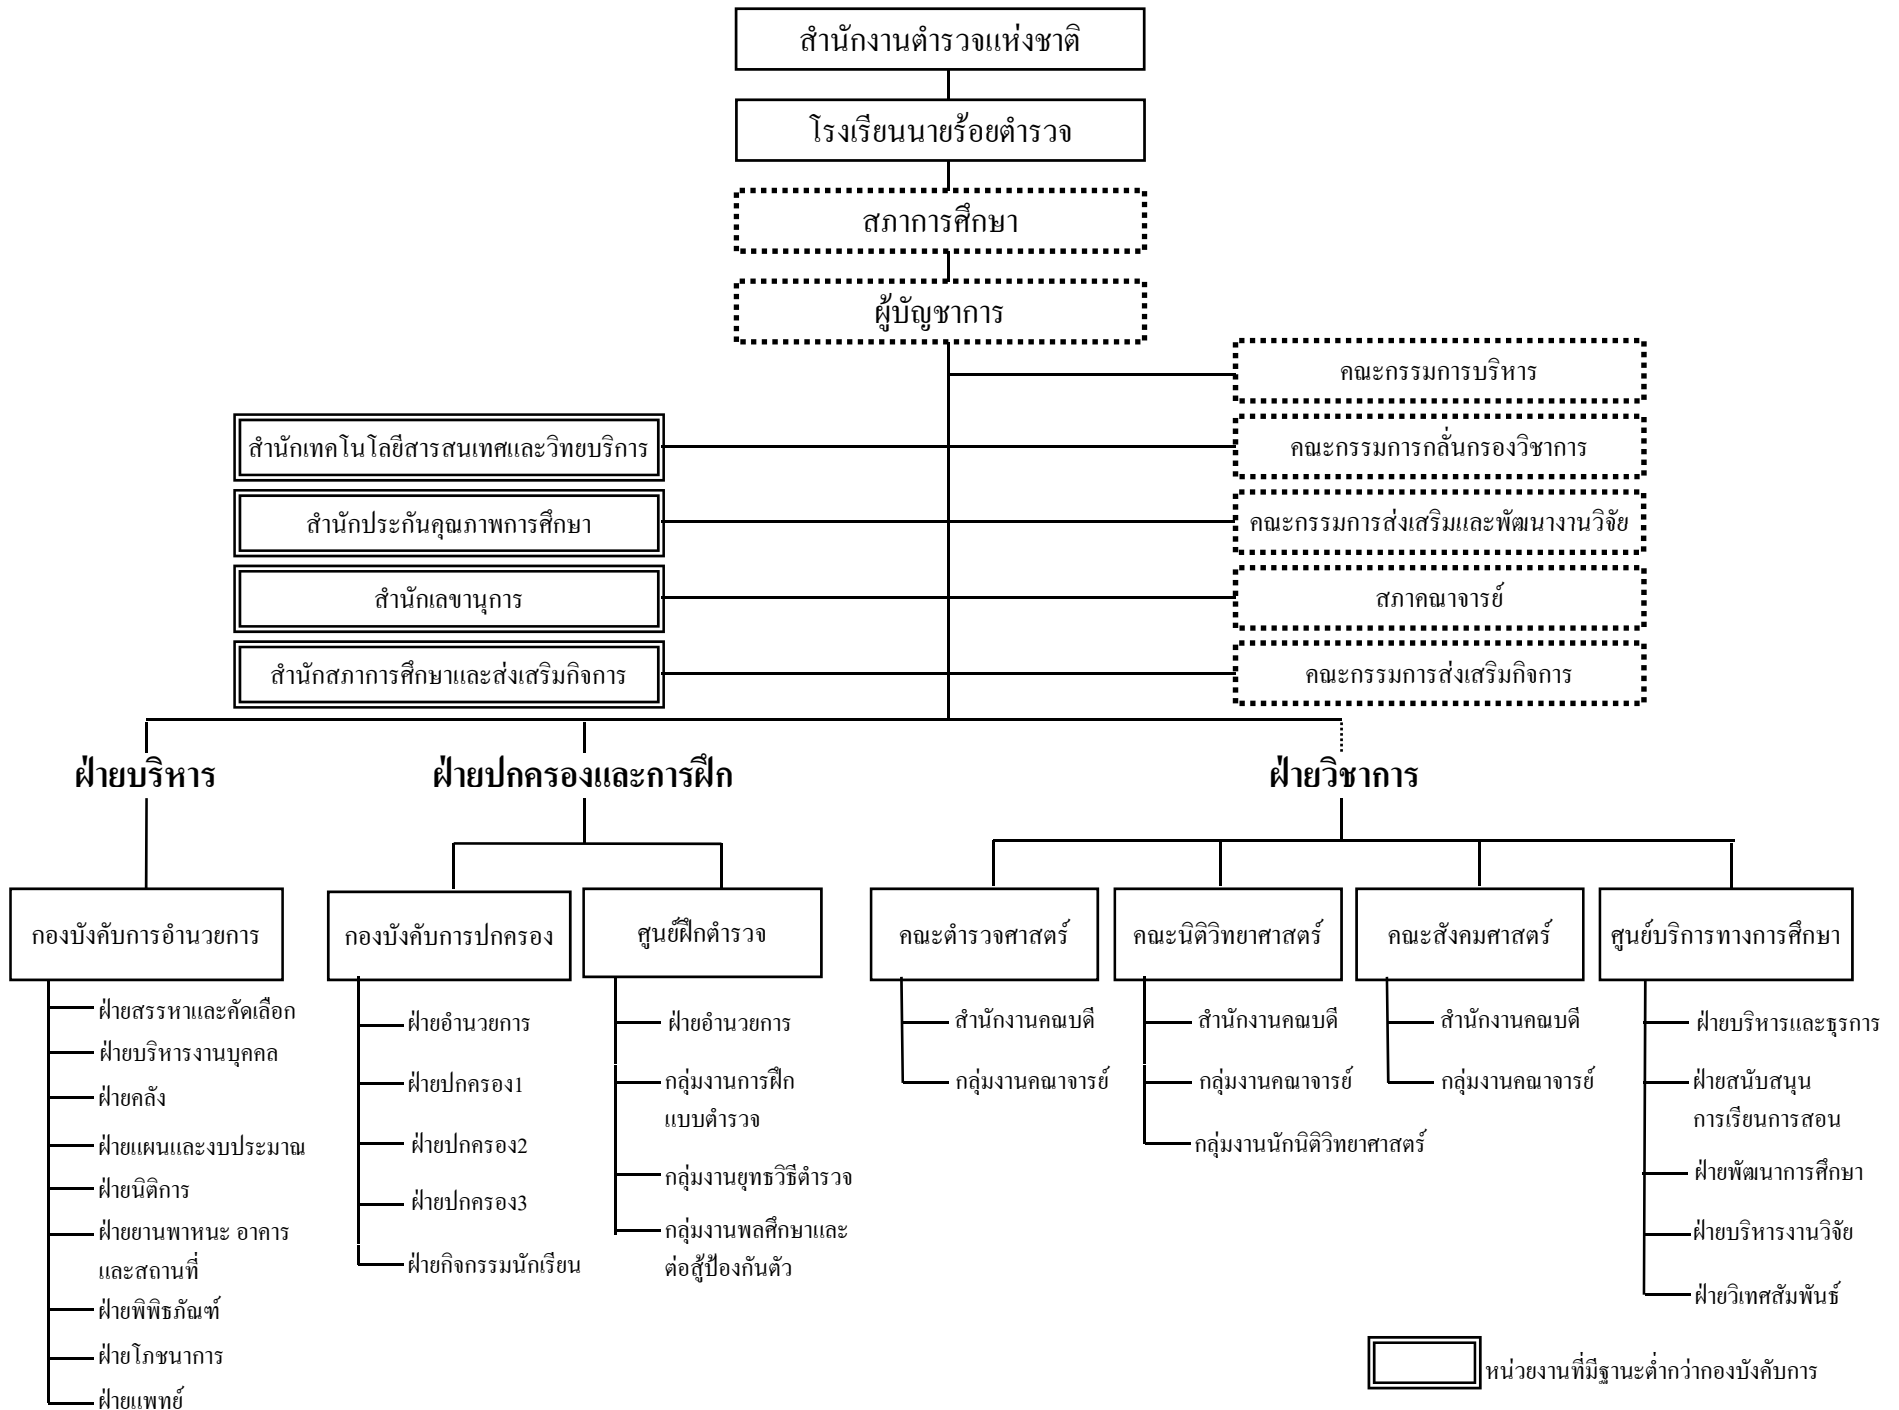 สำนักงานตำรวจแห่งชาติ
โรงเรียนนายร้อยตำรวจ
สภาการศึกษา
ผู้บัญชาการ
คณะกรรมการบริหาร
สำนักเทคโนโลยีสารสนเทศและวิทยบริการ
คณะกรรมการกลั่นกรองวิชาการ
สำนักประกันคุณภาพการศึกษา
คณะกรรมการส่งเสริมและพัฒนางานวิจัย
สำนักเลขานุการ
สภาคณาจารย์
สำนักสภาการศึกษาและส่งเสริมกิจการ
คณะกรรมการส่งเสริมกิจการ
ฝ่ายบริหาร
ฝ่ายปกครองและการฝึก
ฝ่ายวิชาการ
กองบังคับการอำนวยการ
ฝ่ายสรรหาและคัดเลือก
ฝ่ายบริหารงานบุคคล
ฝ่ายคลัง
ฝ่ายแผนและงบประมาณ
ฝ่ายนิติการ
ฝ่ายยานพาหนะ อาคาร
และสถานที่
ฝ่ายพิพิธภัณฑ์
ฝ่ายโภชนาการ
ฝ่ายแพทย์
กองบังคับการปกครอง
ฝ่ายอำนวยการ
ฝ่ายปกครอง1
ฝ่ายปกครอง2
ฝ่ายปกครอง3
ฝ่ายกิจกรรมนักเรียน
ศูนย์ฝึกตำรวจ
ฝ่ายอำนวยการ
กลุ่มงานการฝึก
แบบตำรวจ
กลุ่มงานยุทธวิธีตำรวจ
กลุ่มงานพลศึกษาและ
ต่อสู้ป้องกันตัว
คณะตำรวจศาสตร์
สำนักงานคณบดี
กลุ่มงานคณาจารย์
คณะนิติวิทยาศาสตร์
สำนักงานคณบดี
กลุ่มงานคณาจารย์
กลุ่มงานนักนิติวิทยาศาสตร์
คณะสังคมศาสตร์
สำนักงานคณบดี
กลุ่มงานคณาจารย์
ศูนย์บริการทางการศึกษา
ฝ่ายบริหารและธุรการ
ฝ่ายสนับสนุน
การเรียนการสอน
ฝ่ายพัฒนาการศึกษา
ฝ่ายบริหารงานวิจัย
ฝ่ายวิเทศสัมพันธ์
หน่วยงานที่มีฐานะต่ำกว่ากองบังคับการ